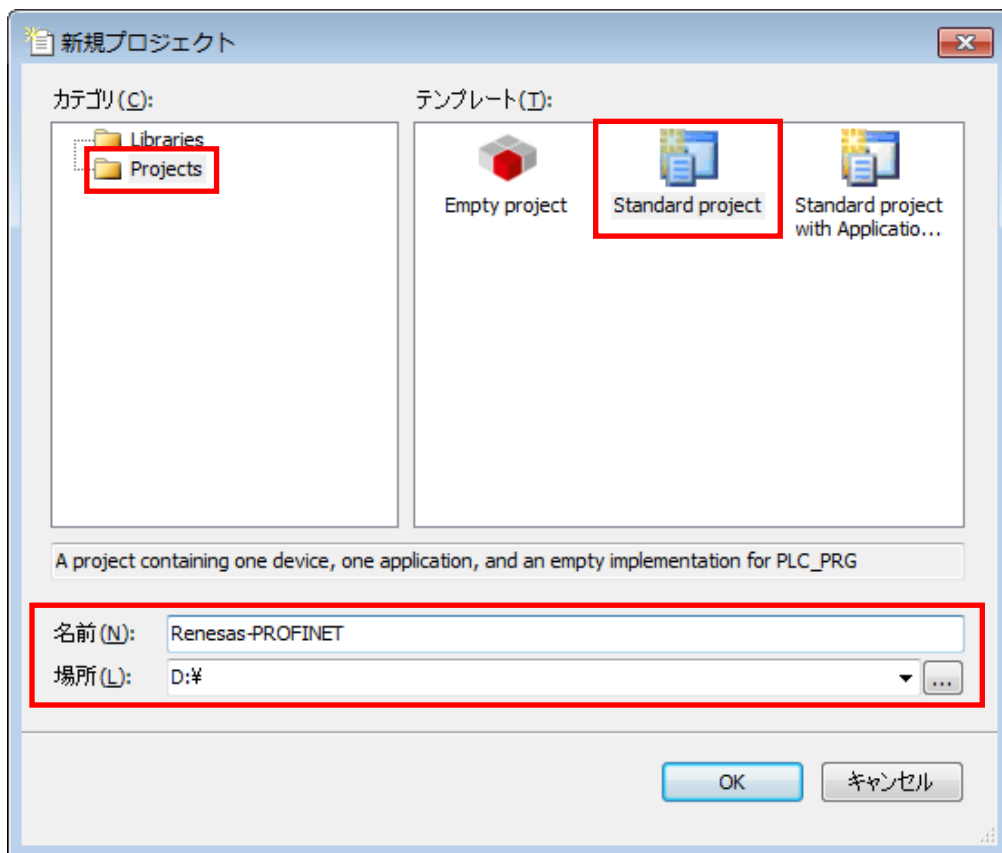 新規プロジェクト
カテゴリ(C):
テンプレート(T):
Libraries
Projects
Empty project
Standard project
Standard project
with Applicatio...
A project containing one device, one application, and an empty implementation for PLC_PRG
名前(N):
Renesas-PROFINET
場所(L):
D:¥
...
OK
キャンセル